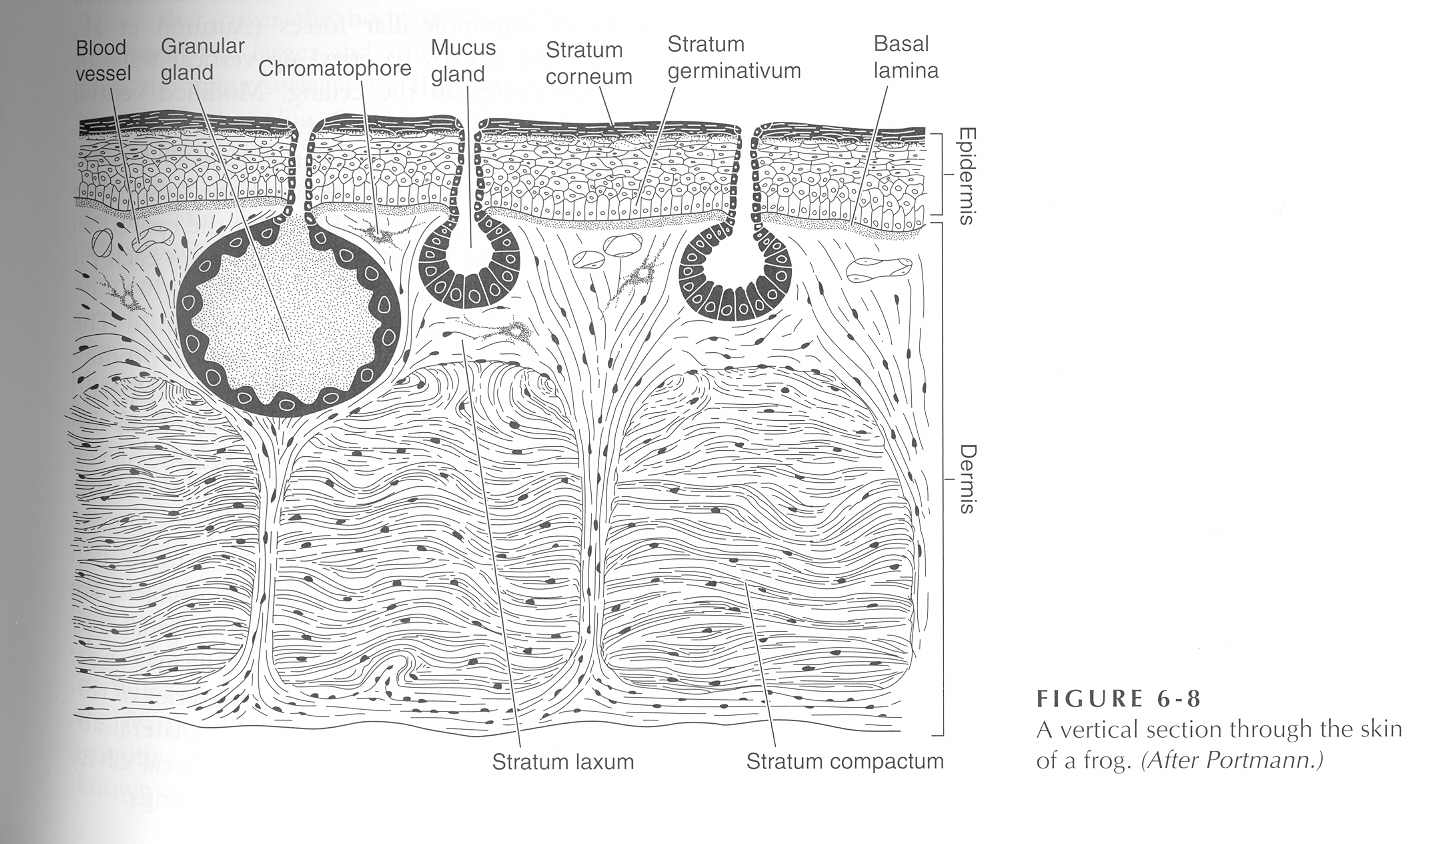 Blood
vessel
Granular
gland
Chromatophore
Mucus
gland
Stratum
corneum
Stratum
germinativum
Basal
lamina
Epidermis
Dermis
Stratum laxum
Stratum compactum
FIGURE 6-8
A vertical section through the skin
of a frog. (After Portmann.)